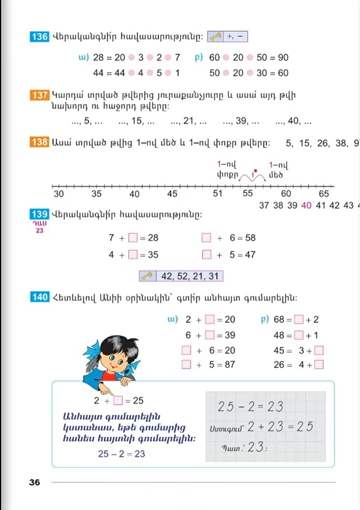 136 Վերականգնի՛ր հավասարությունը: +, −
ա) 28 = 20 ● 3 ● 2 ● 7 բ) 60 ● 20 ● 50 = 90
44 = 44 ● 4 ● 5 ● 1 50 ● 20 ● 30 = 60
137 Կարդա՛ տրված թվերից յուրաքանչյուրը և ասա՛ այդ թվի
նախորդ ու հաջորդ թվերը:
..., 5, ... ..., 15, ... ..., 21, ... ..., 39, ... ..., 40, ...
138 Ասա՛ տրված թվից 1–ով մեծ և 1–ով փոքր թվերը: 5, 15, 26, 38, 9
1–ով 1–ով
փոքր մեծ
30 35 40 45 51 55 60 65
37 38 39 40 41 42 43
139 Վերականգնի՛ր հավասարությունը:
ԴԱՍ
23
7 + □ = 28 □ + 6 = 58
4 + □ = 35 □ + 5 = 47
42, 52, 21, 31
140 Հետևելով Անիի օրինակին՝ գտի՛ր անհայտ գումարելին:
ա) 2 + □ = 20 բ) 68 = □ + 2
6 + □ = 39 48 = □ + 1
□ + 6 = 20 45 = 3 + □
□ + 5 = 87 26 = 4 + □
2 + □ = 25
Անհայտ գումարելին
կստանաս, եթե գումարից
հանես հայտնի գումարելին:
25 – 2 = 23
25 – 2 = 23
Ստուգում՝ 2 + 23 = 25
Պատ.՝ 23:
36